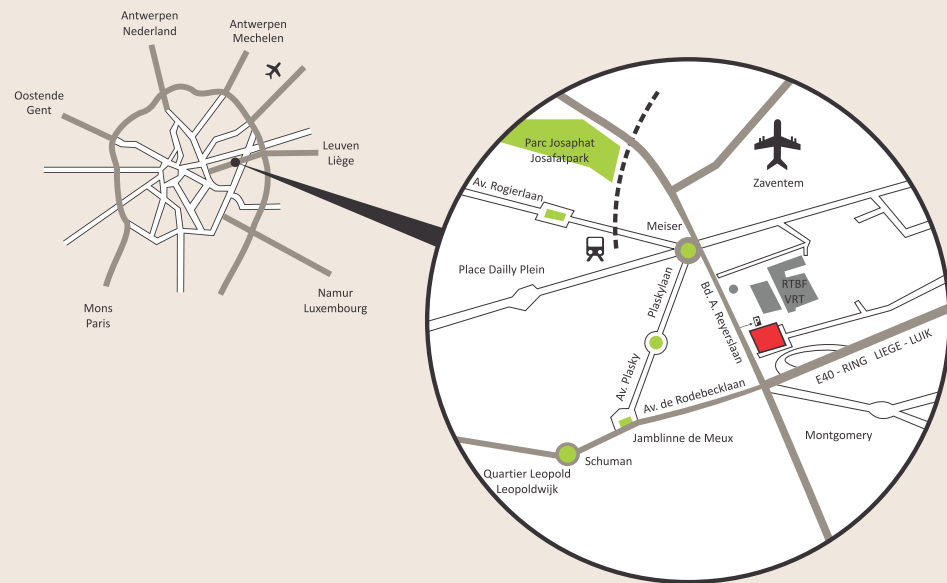 Antwerpen
Nederland
Antwerpen
Mechelen
Oostende
Gent
Leuven
Liège
Mons
Paris
Namur
Luxembourg
Parc Josaphat
Josafatpark
Zaventem
Av. Rogierlaan
Meiser
Place Dailly Plein
Plaskylaan
Bd. A. Reyerslaan
RTBF
VRT
Av. Plasky
E40 - RING LIEGE - LUIK
Av. de Rodebecklaan
Jamblinne de Meux
Montgomery
Schuman
Quartier Leopold
Leopoldwijk